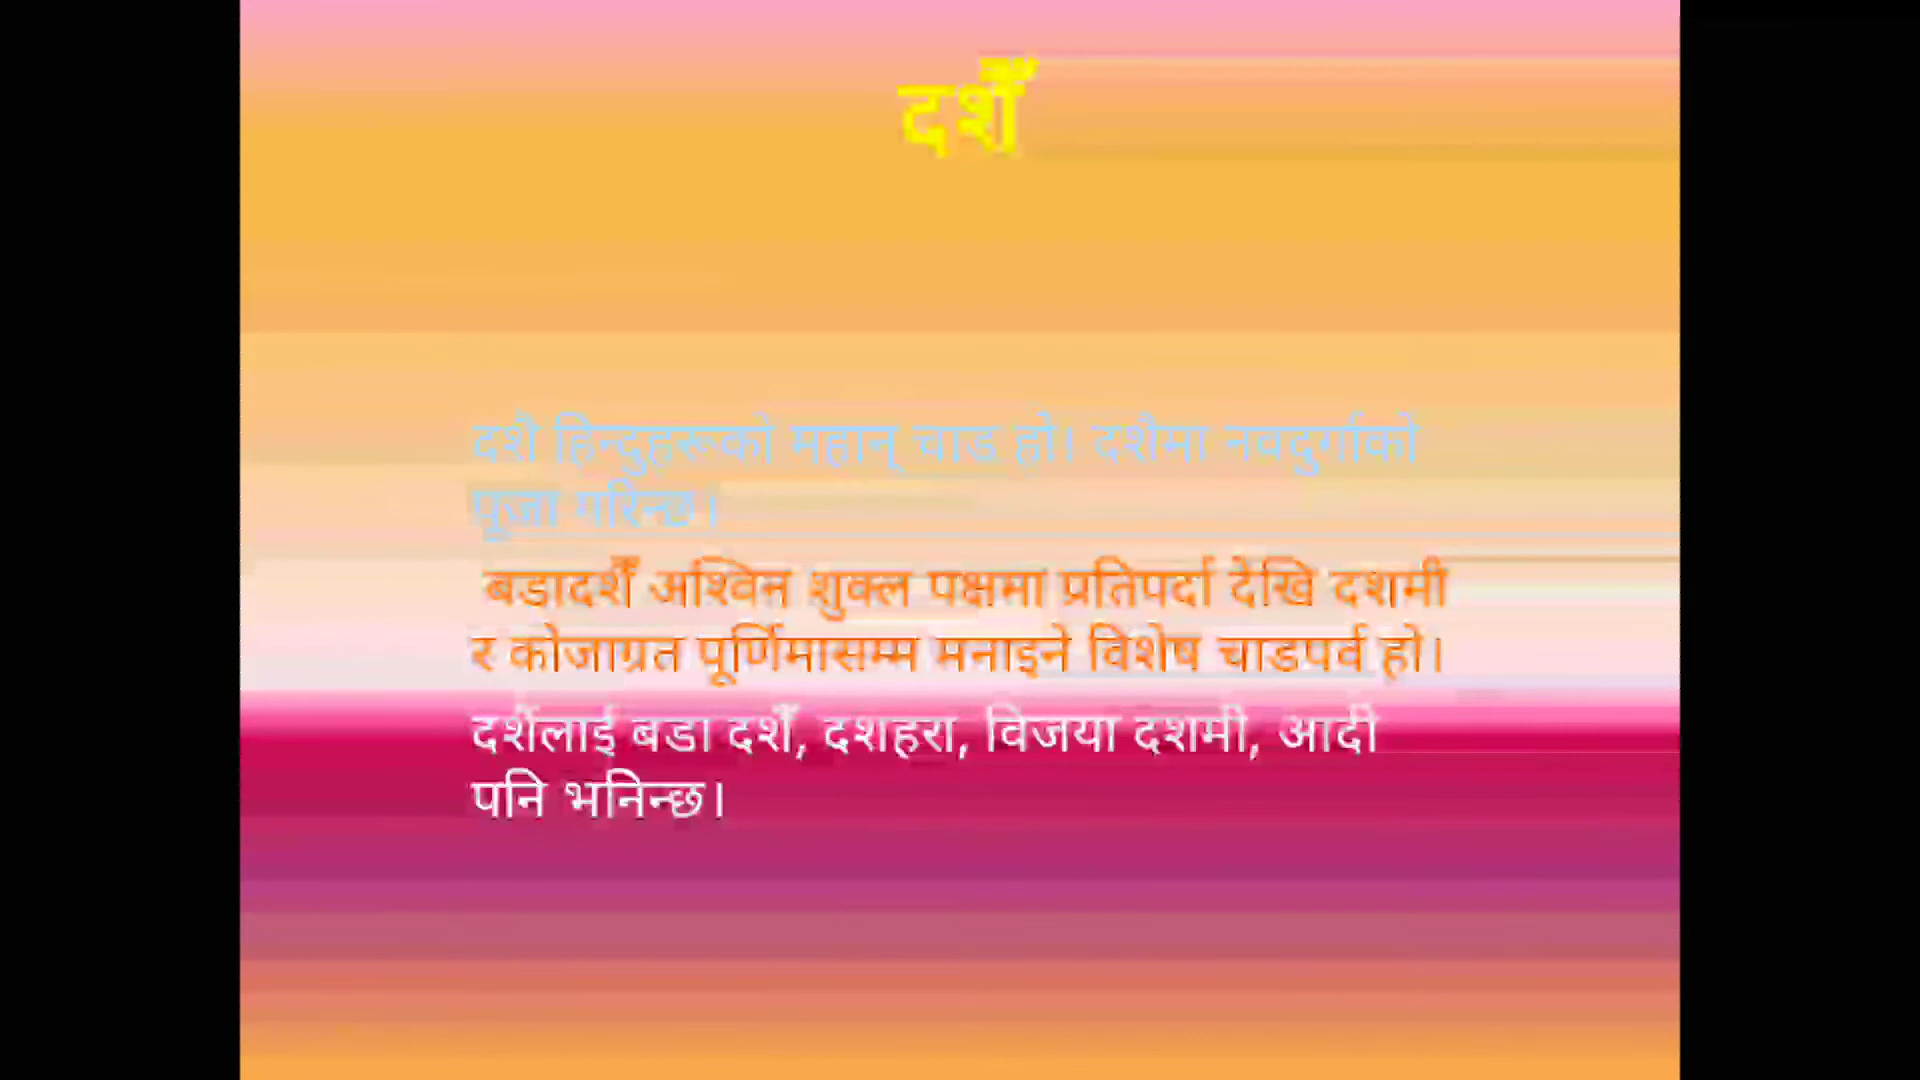 दशैँ
दशै हिन्दुहरूको महान् चाड हो। दशैमा नवदुर्गाको
पुजा गरिन्छ।
बडादशैँ अश्विन शुक्ल पक्षमा प्रतिपर्दा देखि दशमी
र कोजाग्रत पूर्णिमासम्म मनाइने विशेष चाडपर्व हो।
दशैंलाई बडा दशैँ, दशहरा, विजया दशमी, आदी
पनि भनिन्छ।